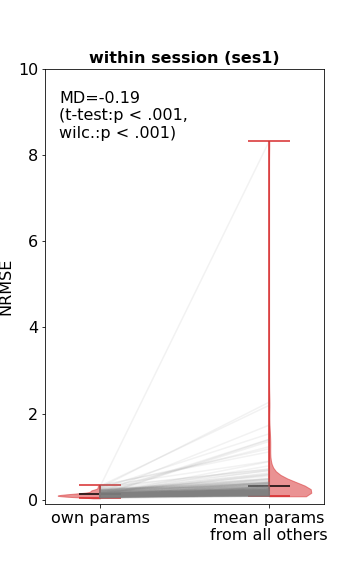 within session (ses1)
MD=-0.19
(t-test:p < .001,
wilc.:p < .001)
10
8
6
4
2
0
NRMSE
own params
mean params
from all others